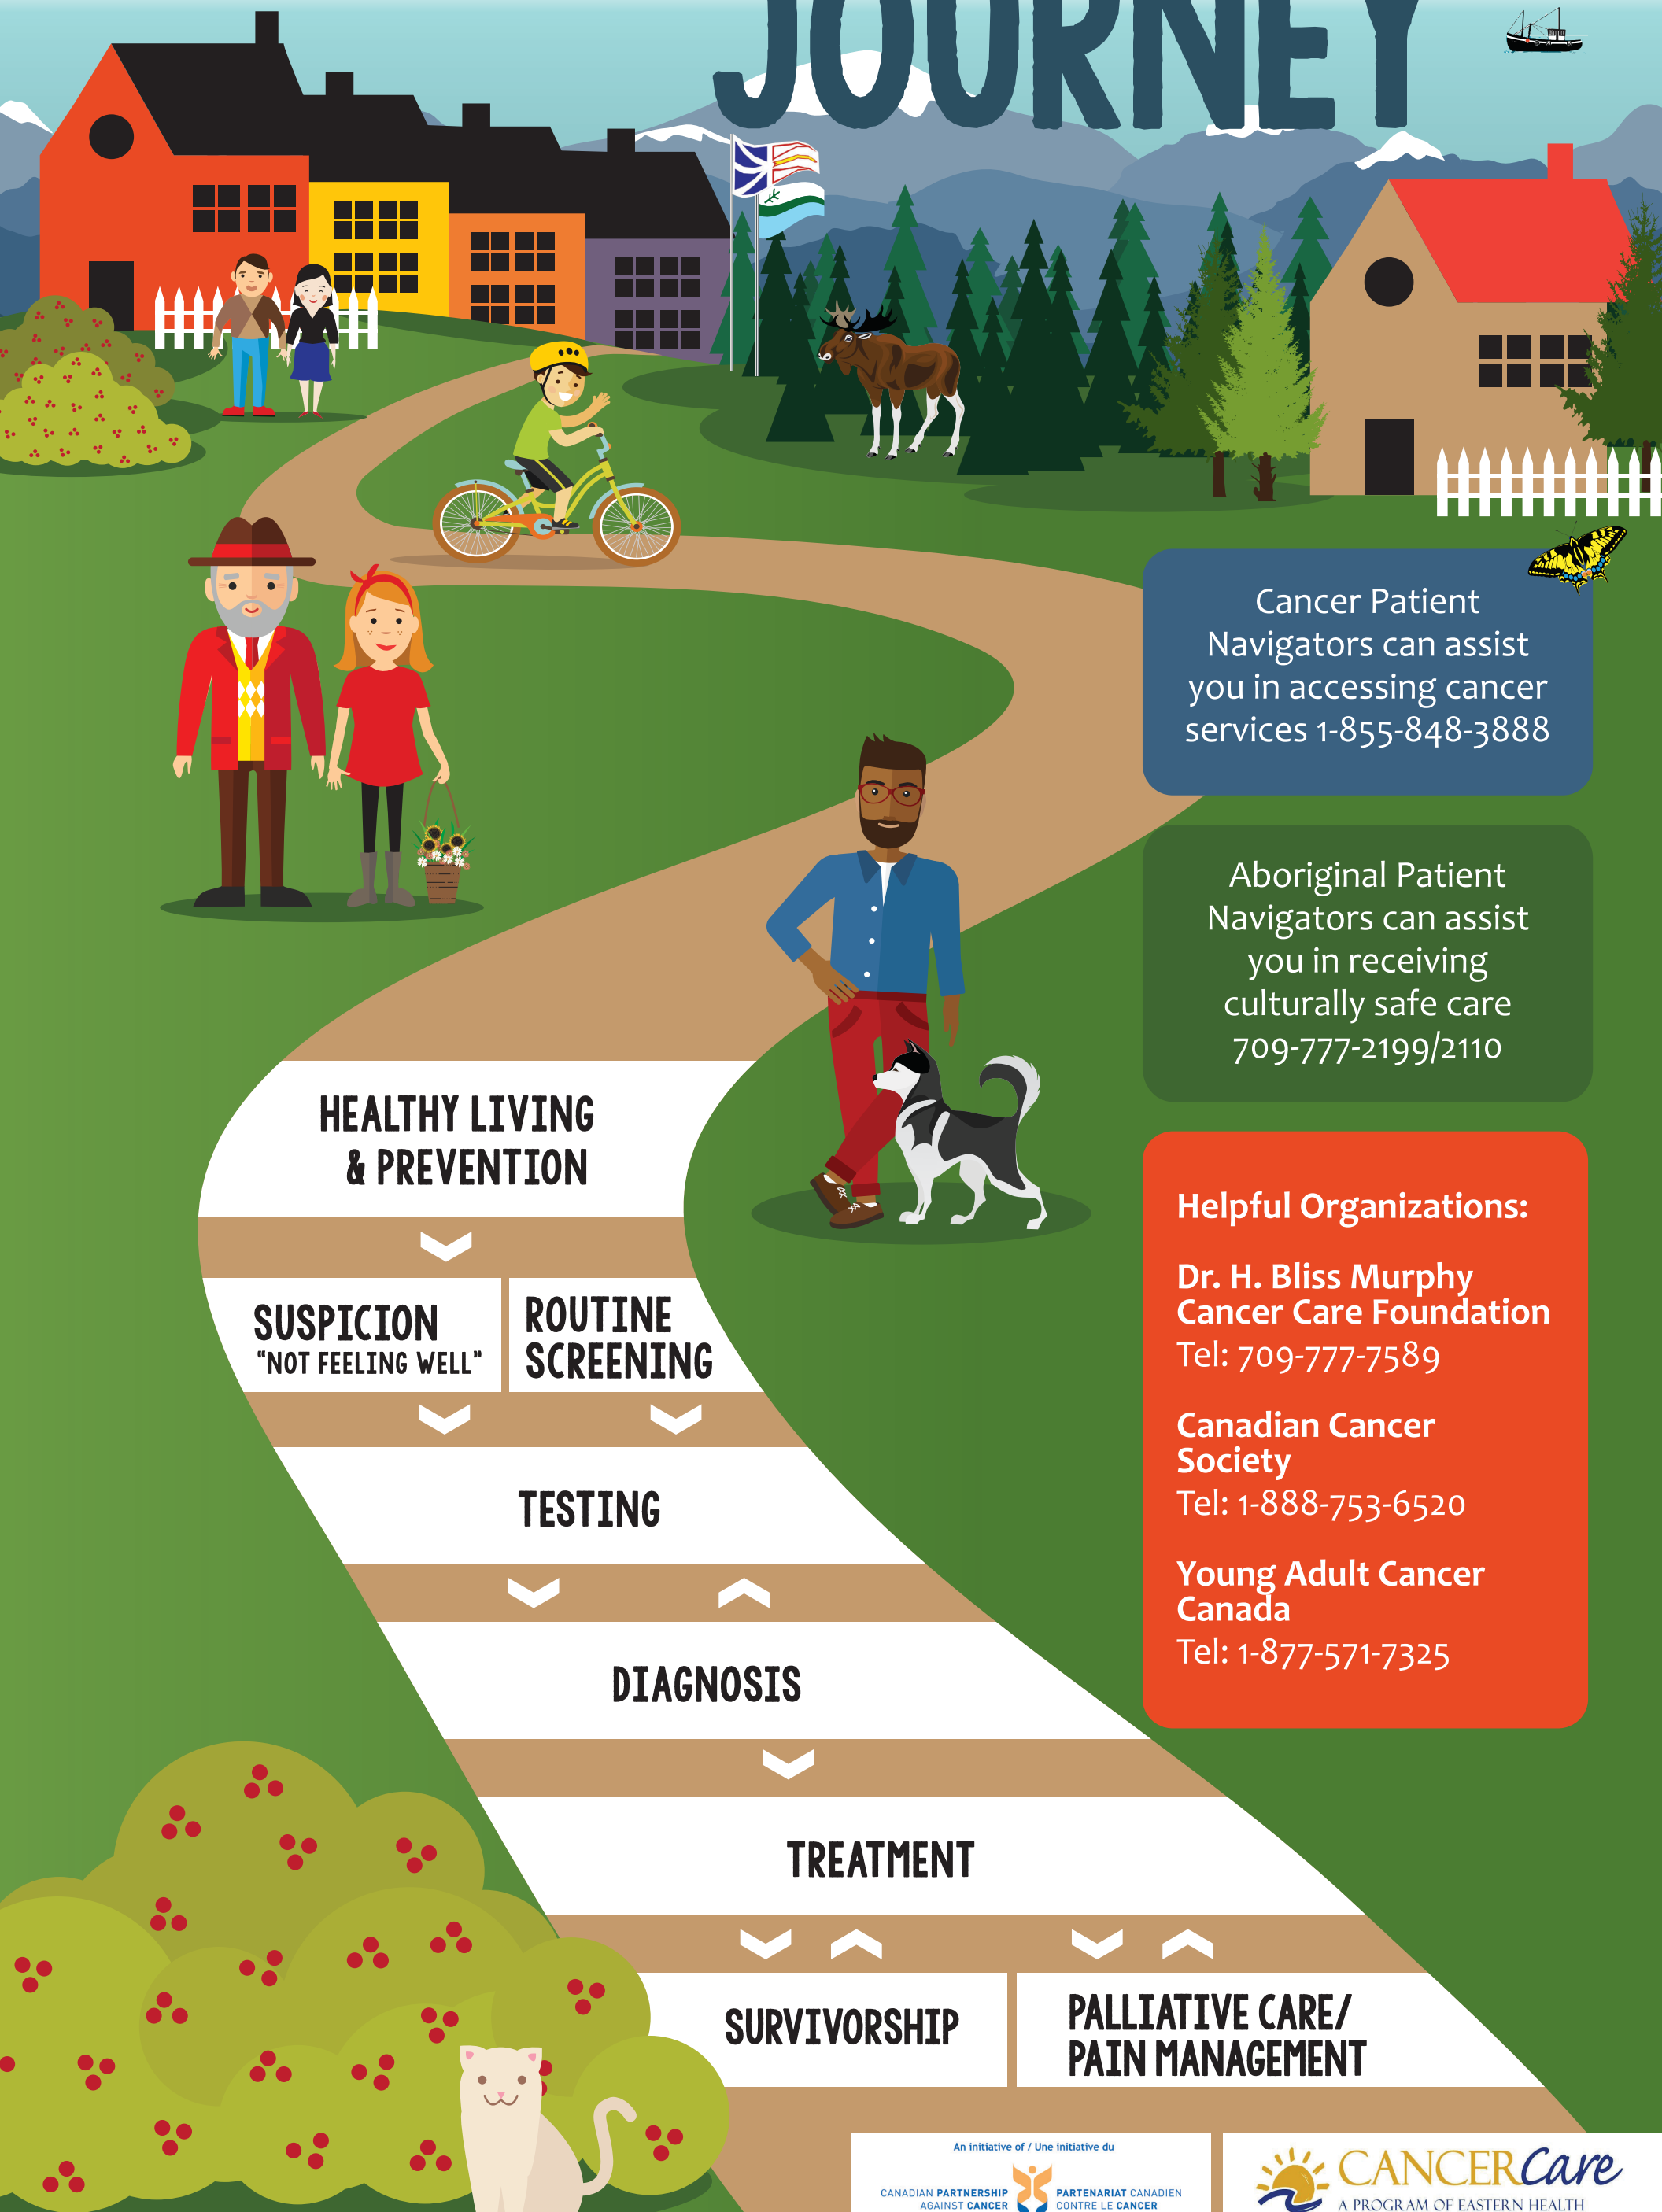 JOURNEY
Cancer Patient
Navigators can assist
you in accessing cancer
services 1-855-848-3888
Aboriginal Patient
Navigators can assist
you in receiving
culturally safe care
709-777-2199/2110
HEALTHY LIVING
& PREVENTION
SUSPICION
"NOT FEELING WELL"
ROUTINE
SCREENING
TESTING
DIAGNOSIS
TREATMENT
SURVIVORSHIP
PALLIATIVE CARE/
PAIN MANAGEMENT
Helpful Organizations:
Dr. H. Bliss Murphy
Cancer Care Foundation
Tel: 709-777-7589
Canadian Cancer
Society
Tel: 1-888-753-6520
Young Adult Cancer
Canada
Tel: 1-877-571-7325
An initiative of / Une initiative du
CANADIAN PARTNERSHIP
AGAINST CANCER
PARTENARIAT CANADIEN
CONTRE LE CANCER
CANCERCare
A PROGRAM OF EASTERN HEALTH